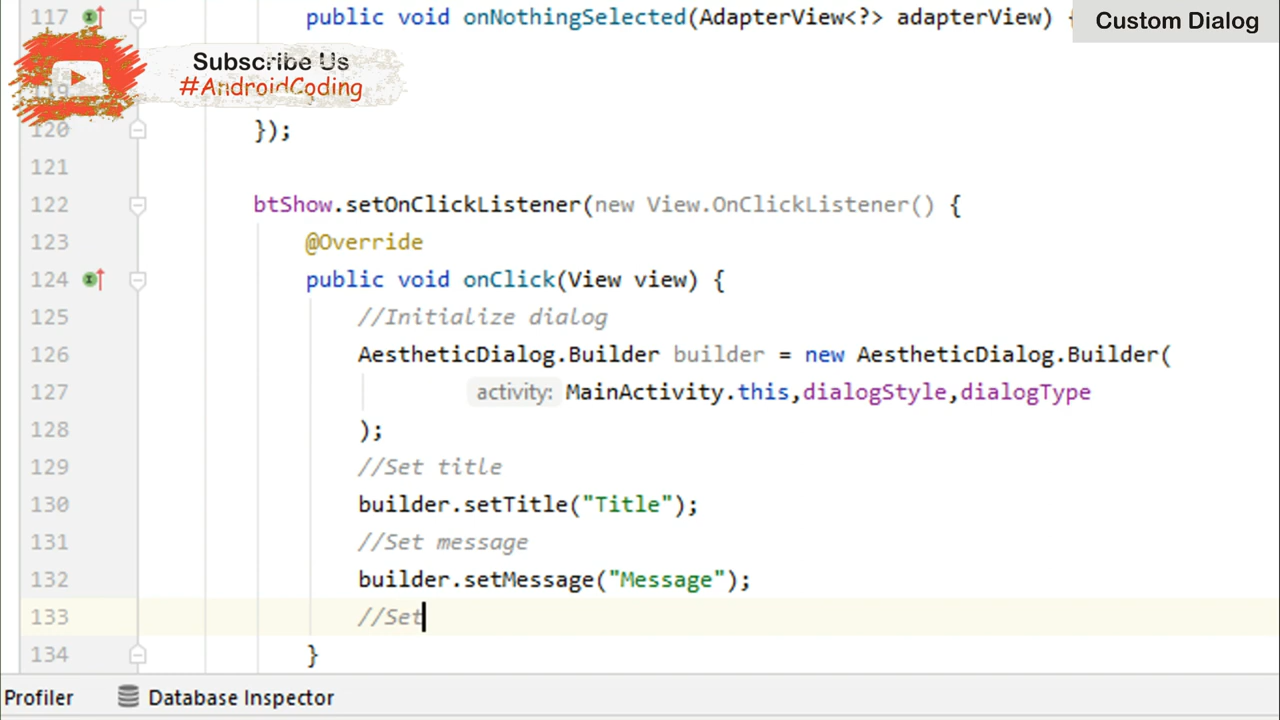 117 public void onNothingSelected(AdapterView<?> adapterView) {
Custom Dialog
Subscribe Us
#AndroidCoding
119
120 });
121
122 btShow.setOnClickListener(new View.OnClickListener() {
123 @Override
124 public void onClick(View view) {
125 //Initialize dialog
126 AestheticDialog.Builder builder = new AestheticDialog.Builder(
127 activity: MainActivity.this,dialogStyle,dialogType
128 );
129 //Set title
130 builder.setTitle("Title");
131 //Set message
132 builder.setMessage("Message");
133 //Set
134 }
Profiler Database Inspector